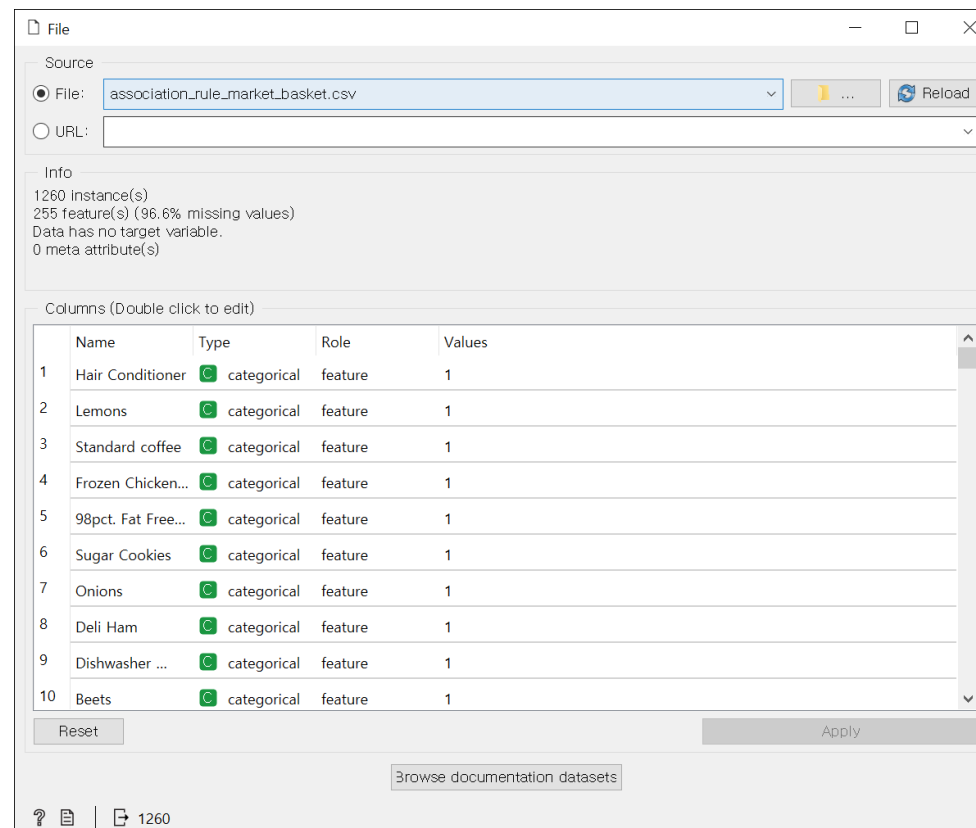 File
Source
File: association_rule_market_basket.csv ... Reload
URL:
Info
1260 instance(s)
255 feature(s) (96.6% missing values)
Data has no target variable.
0 meta attribute(s)
Columns (Double click to edit)
Name Type Role Values
1 Hair Conditioner C categorical feature 1
2 Lemons C categorical feature 1
3 Standard coffee C categorical feature 1
4 Frozen Chicken... C categorical feature 1
5 98pct. Fat Free... C categorical feature 1
6 Sugar Cookies C categorical feature 1
7 Onions C categorical feature 1
8 Deli Ham C categorical feature 1
9 Dishwasher ... C categorical feature 1
10 Beets C categorical feature 1
Reset Apply
Browse documentation datasets
? 1260